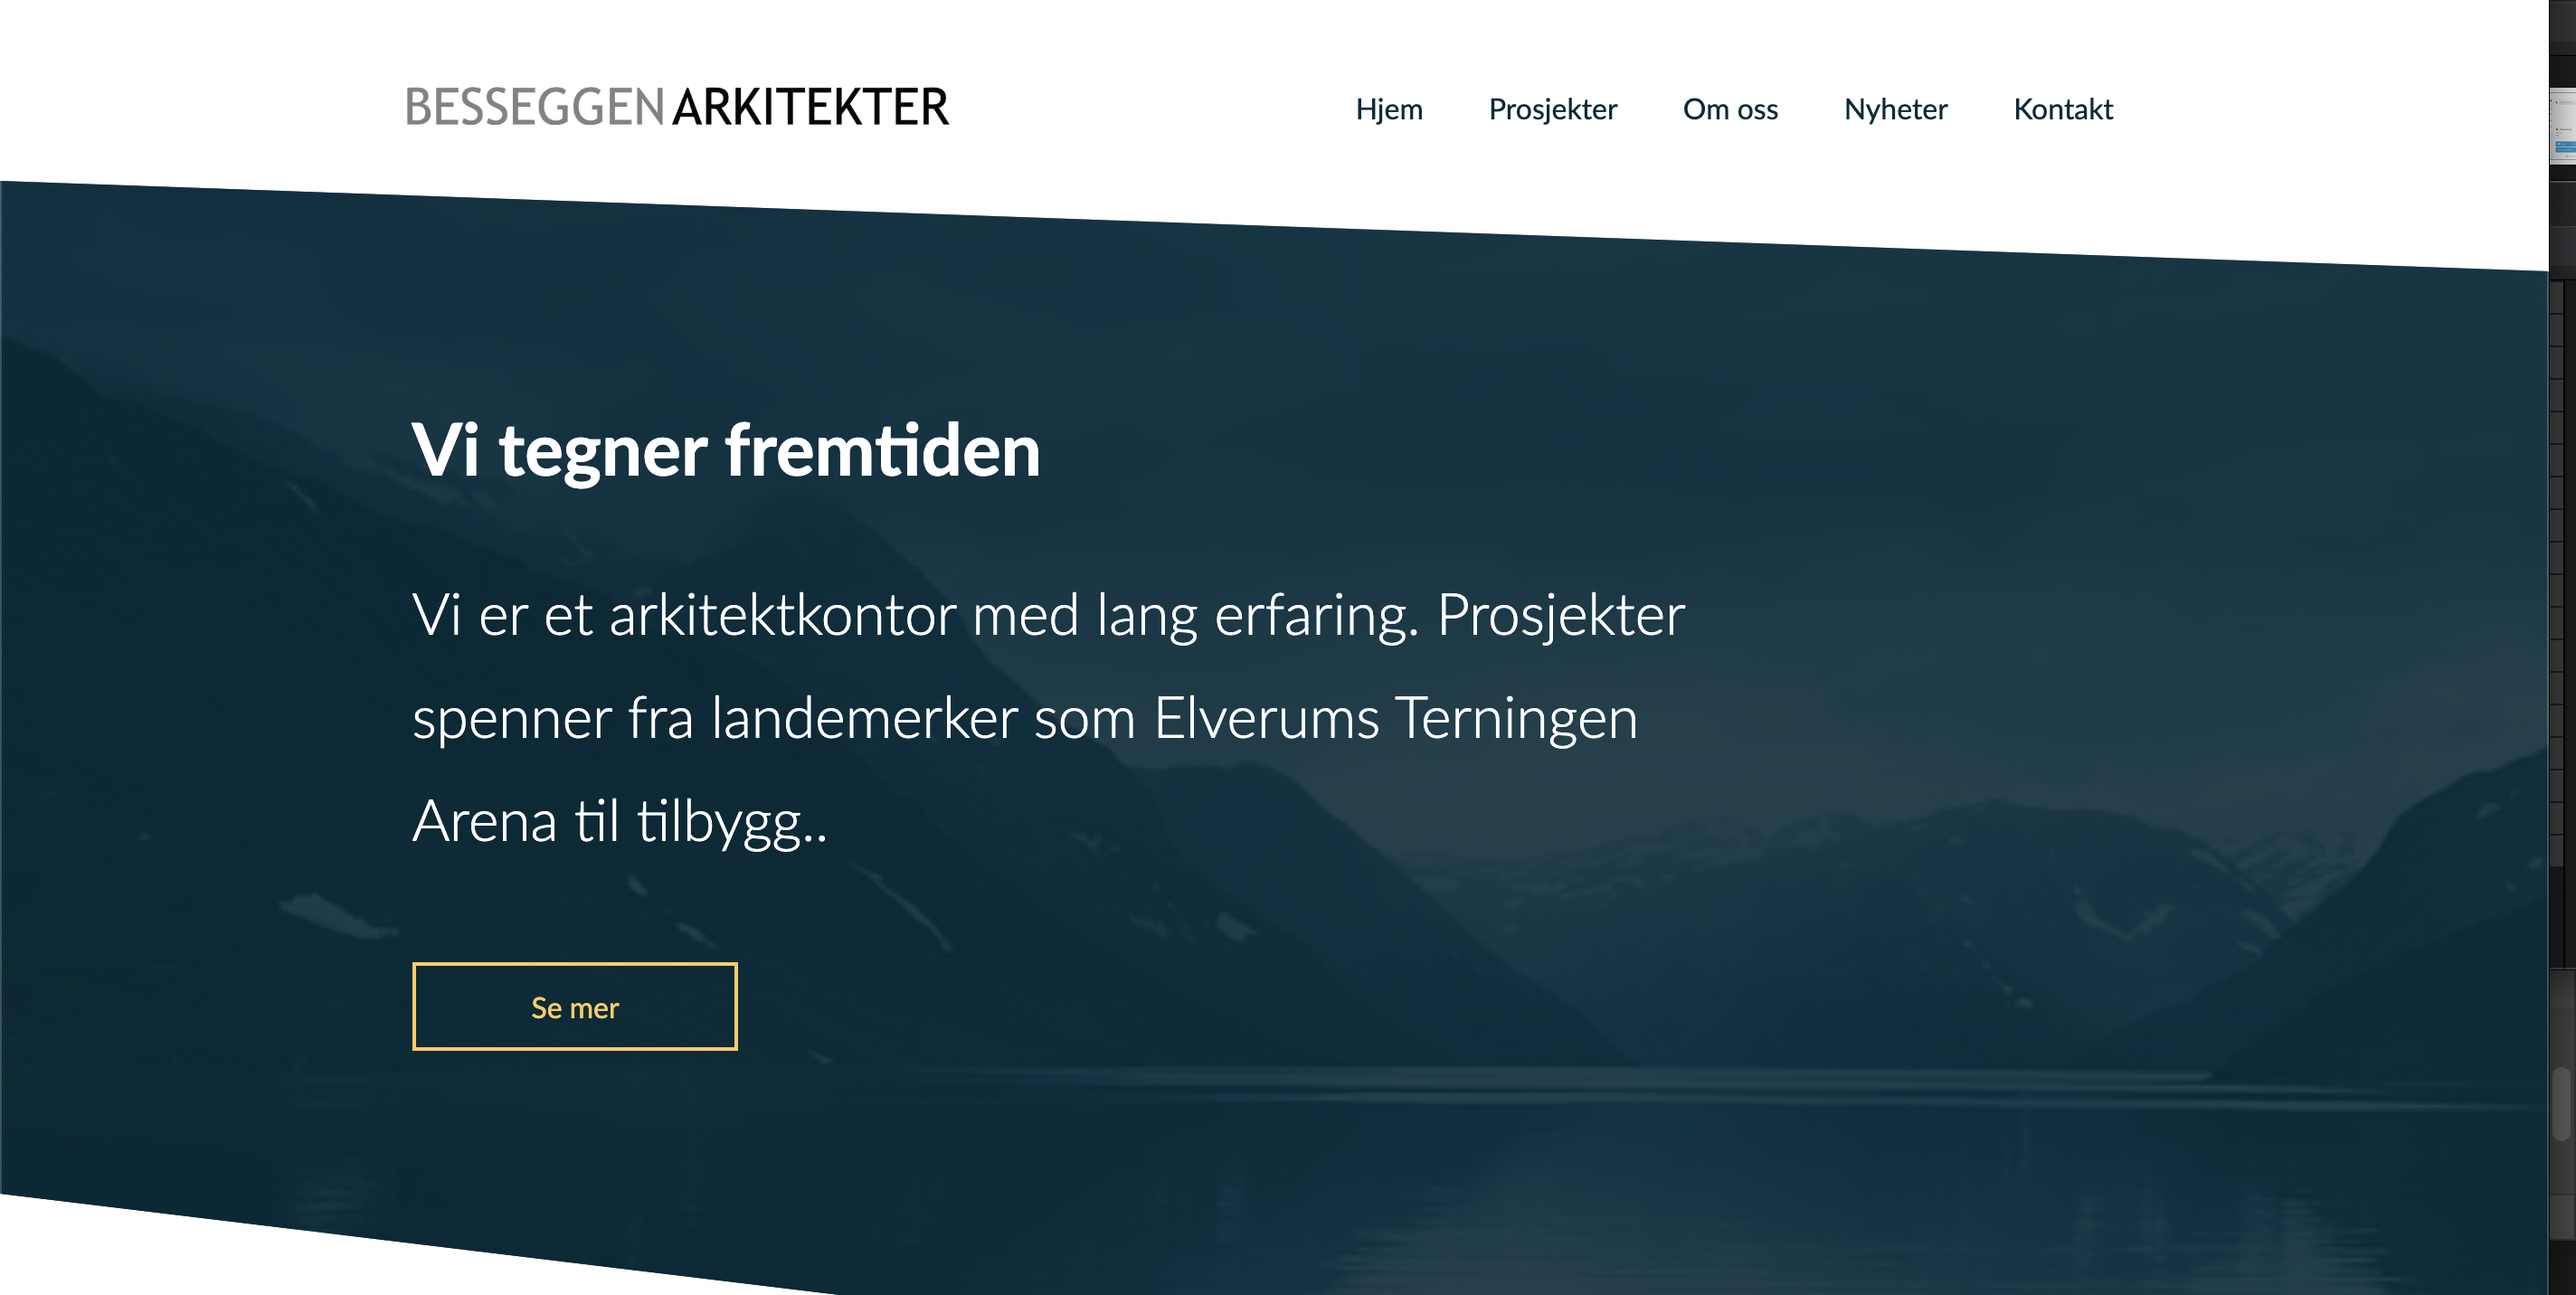 BESSEGGEN ARKITEKTER
Hjem Prosjekter Om oss Nyheter Kontakt
Vi tegner fremtiden
Vi er et arkitektkontor med lang erfaring. Prosjekter
spenner fra landemerker som Elverums Terningen
Arena til tilbygg..
Se mer